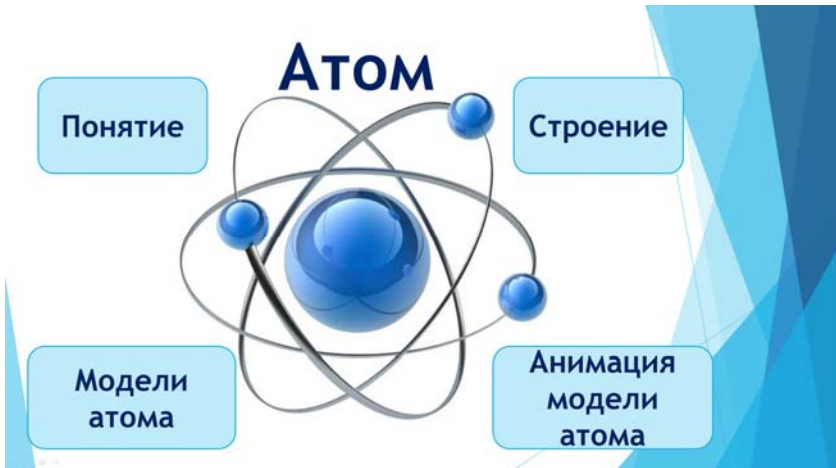 Атом
Понятие
Строение
Модели
атома
Анимация
модели
атома